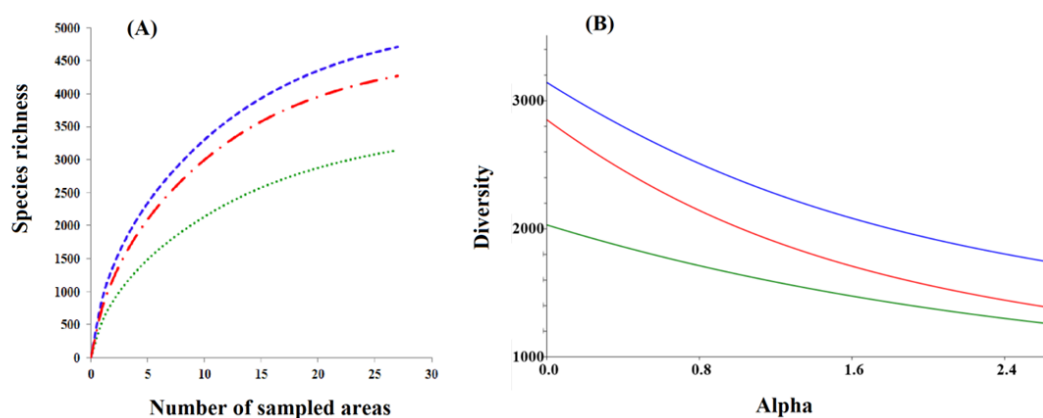 (A)
Species richness
5000
4500
4000
3500
3000
2500
2000
1500
1000
500
0
0 5 10 15 20 25 30
Number of sampled areas
(B)
Diversity
3000
2000
1000
0.0 0.8 1.6 2.4
Alpha